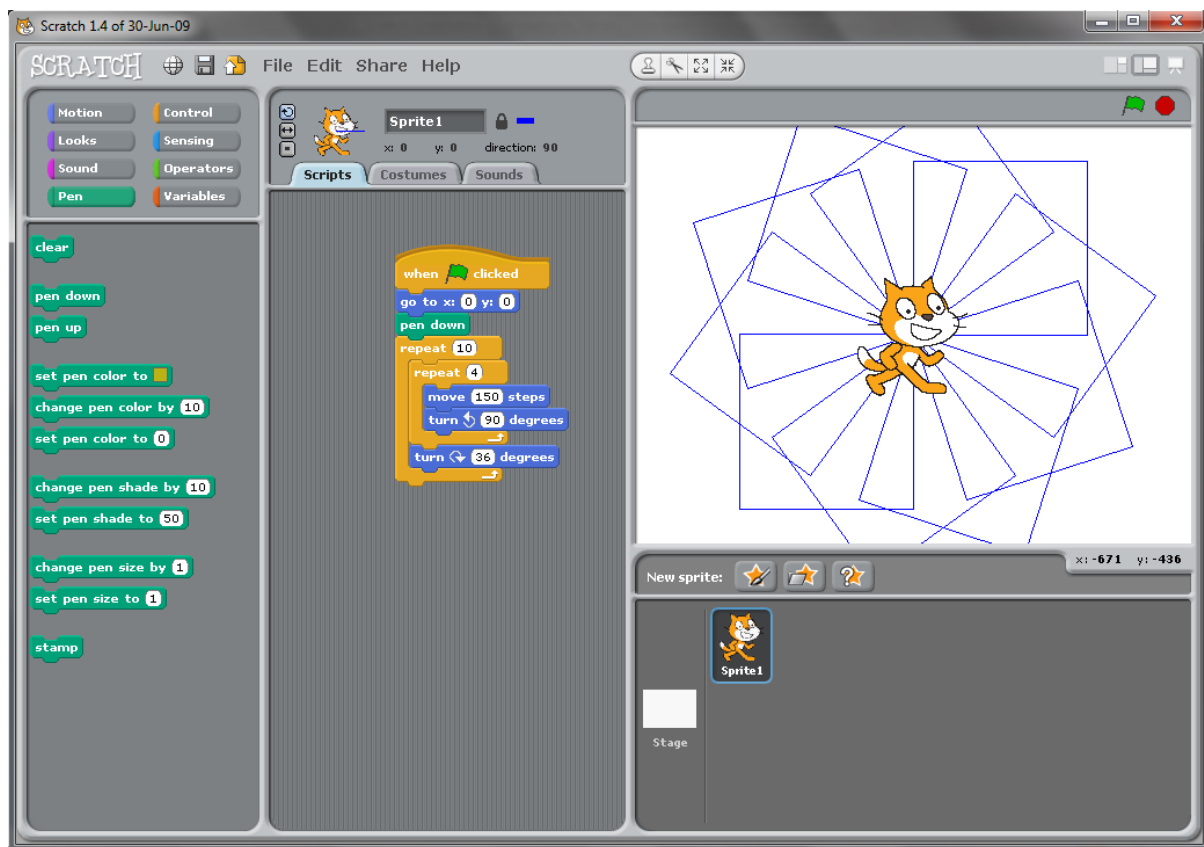 Scratch 1.4 of 30-Jun-09
SCRATCH File Edit Share Help
Motion Control
Looks Sensing
Sound Operators
Pen Variables
clear
pen down
pen up
set pen color to
change pen color by 10
set pen color to 0
change pen shade by 10
set pen shade to 50
change pen size by 1
set pen size to 1
stamp
Sprite1
x: 0 y: 0 direction: 90
Scripts Costumes Sounds
when clicked
go to x: 0 y: 0
pen down
repeat 10
repeat 4
move 150 steps
turn 90 degrees
turn 36 degrees
x: -671 y: -436
New sprite:
Sprite1
Stage